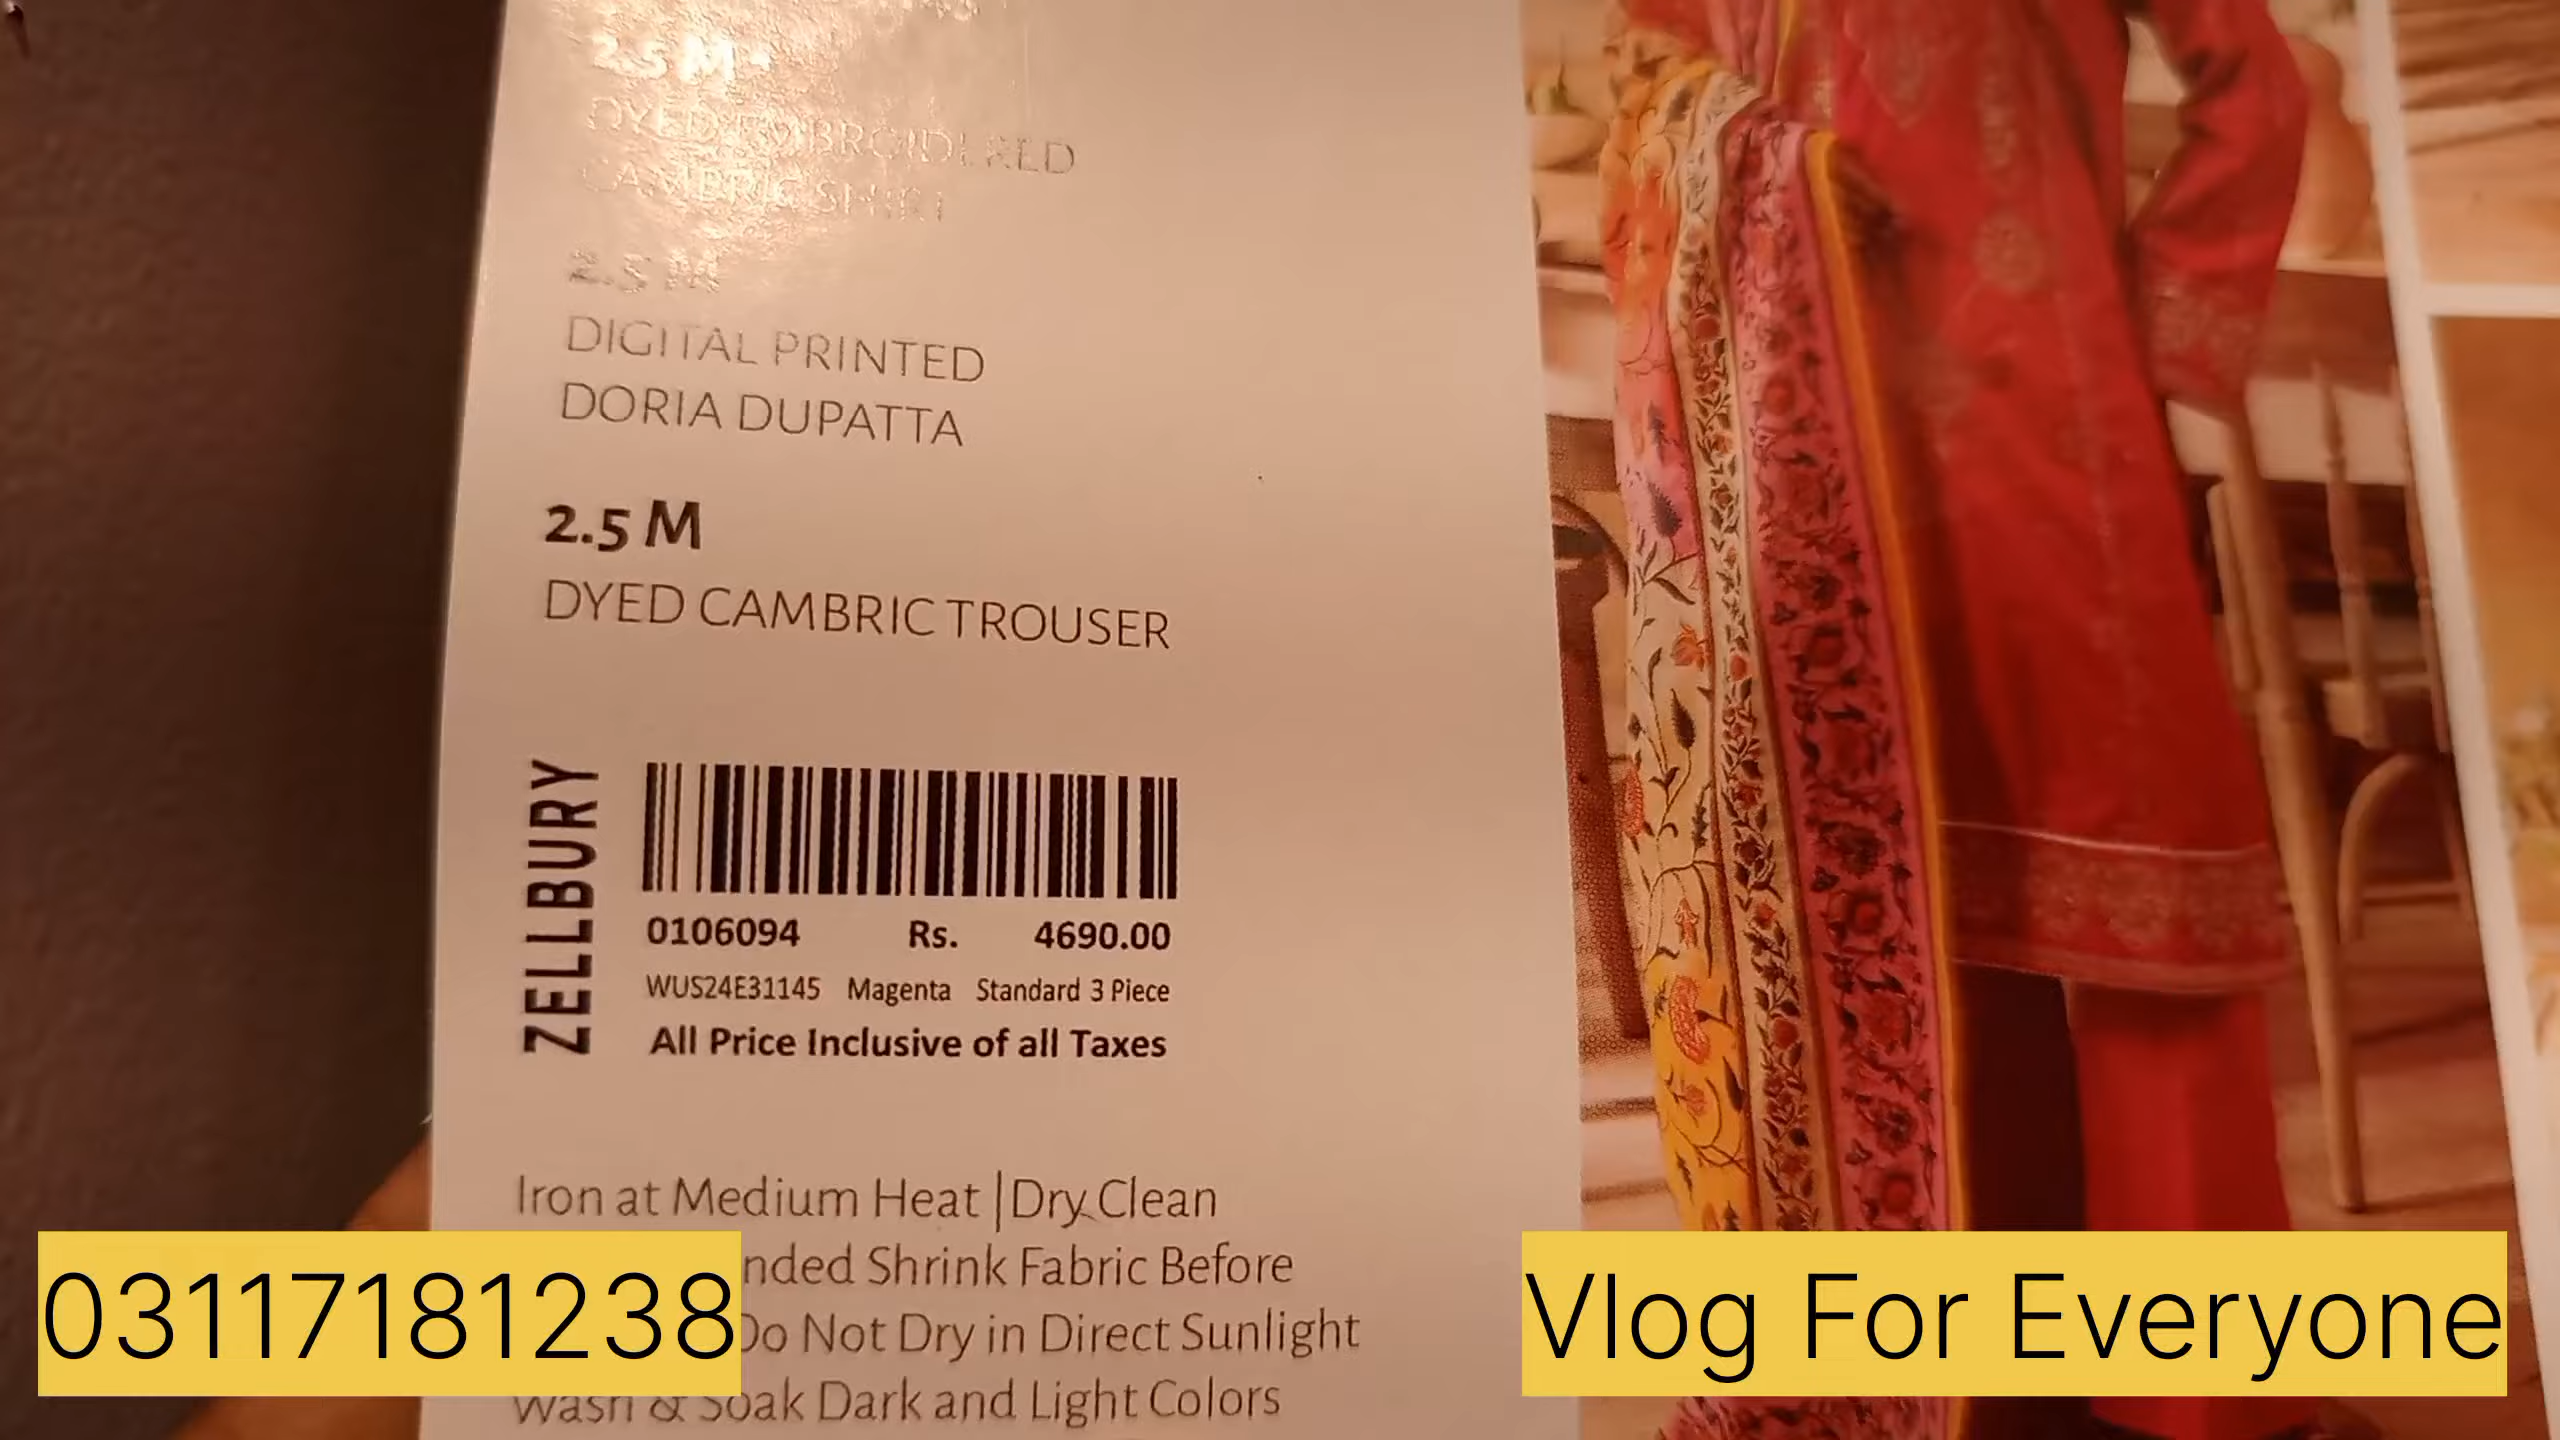 2.5 M
DYED EMBROIDERED
CAMBRIC SHIRT
2.5 M
DIGITAL PRINTED
DORIA DUPATTA
2.5 M
DYED CAMBRIC TROUSER
ZELLBURY
0106094 Rs. 4690.00
WUS24E31145 Magenta Standard 3 Piece
All Price Inclusive of all Taxes
Iron at Medium Heat | Dry Clean
Shrink Fabric Before
Do Not Dry in Direct Sunlight
Wash & Soak Dark and Light Colors
03117181238
Vlog For Everyone